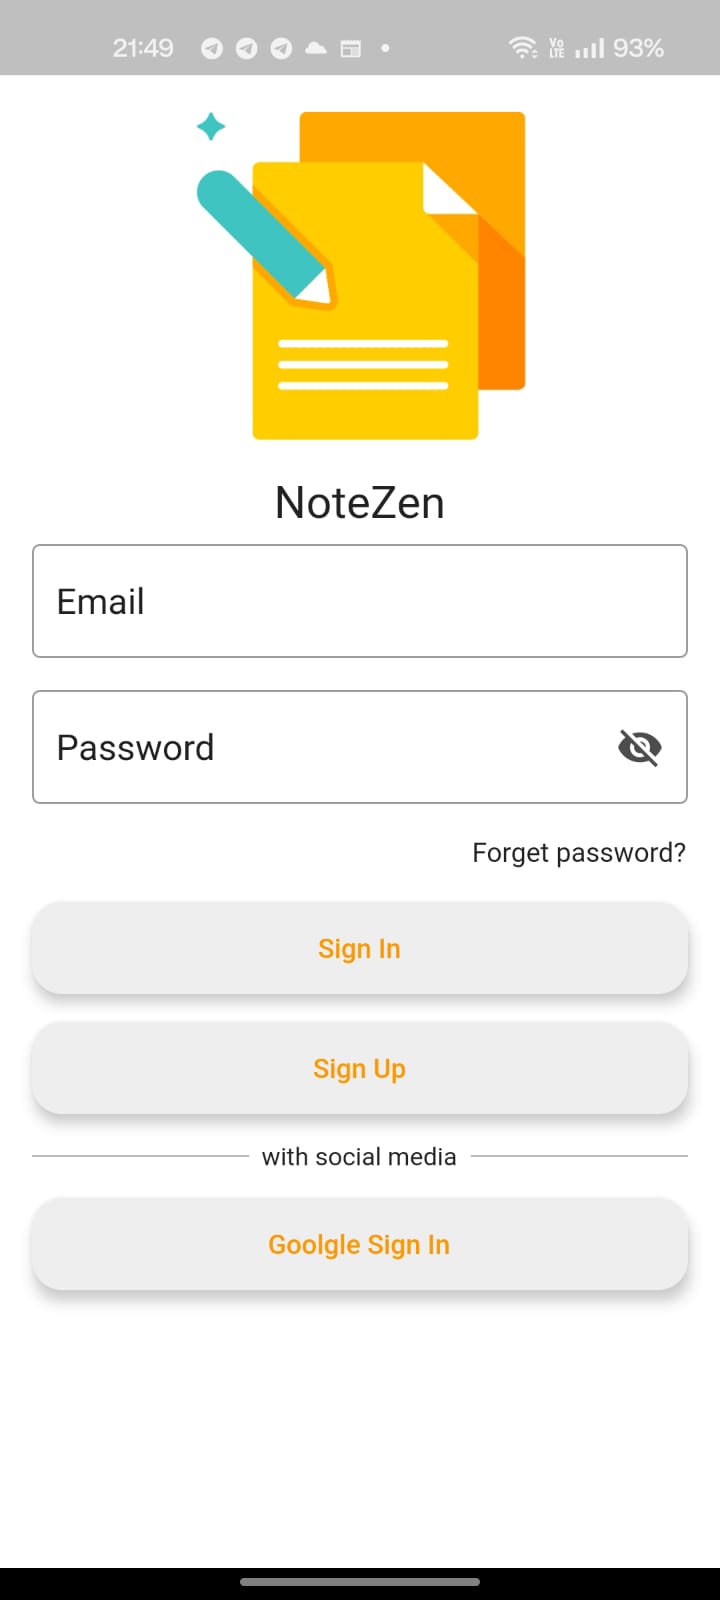 21:49 Vo LTE 93%
NoteZen
Email
Password
Forget password?
Sign In
Sign Up
with social media
Goolgle Sign In